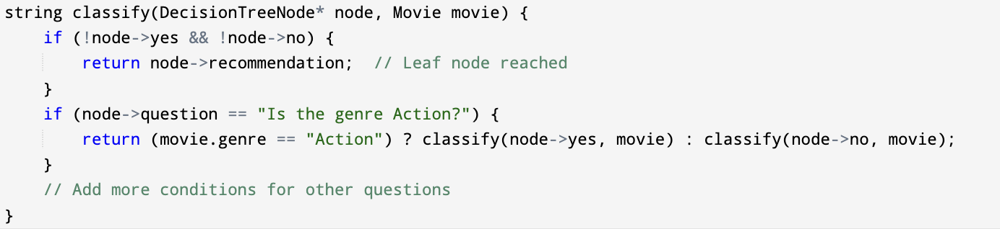 string classify(DecisionTreeNode* node, Movie movie) {
    if (!node->yes && !node->no) {
        return node->recommendation;  // Leaf node reached
    }
    if (node->question == "Is the genre Action?") {
        return (movie.genre == "Action") ? classify(node->yes, movie) : classify(node->no, movie);
    }
    // Add more conditions for other questions
}